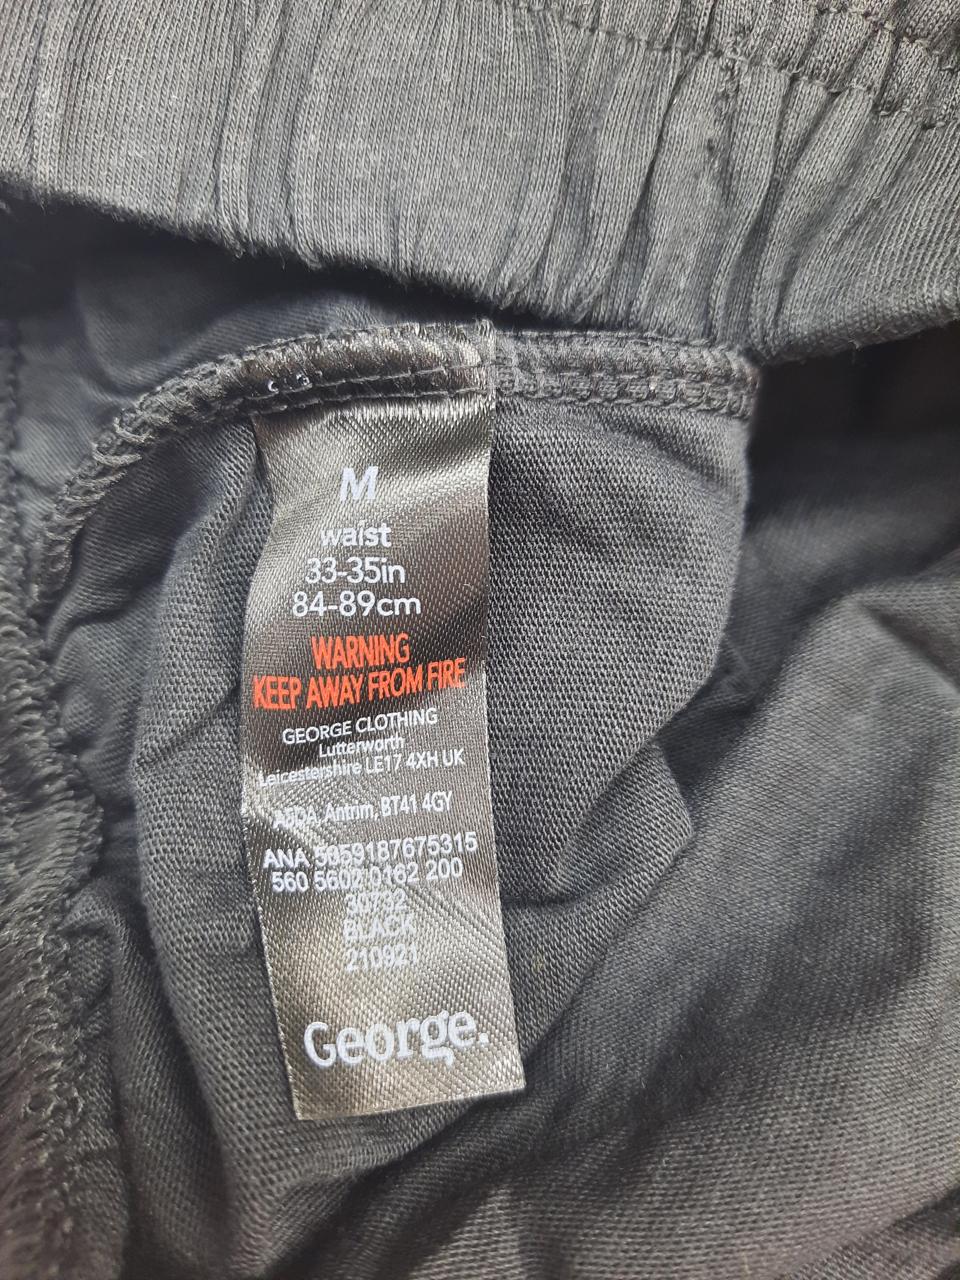 M
waist
33-35in
84-89cm
WARNING
KEEP AWAY FROM FIRE
GEORGE CLOTHING
Lutterworth
Leicestershire LE17 4XH UK
ASDA, Antrim, BT41 4GY
ANA 5059187675315
560 5602 0162 200
30732
BLACK
210921
George.